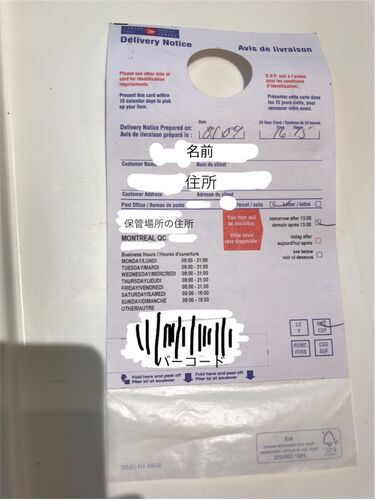 Delivery Notice
Avis de livraison
Please see other side of card for identification requirements.
S.V.P. voir à l'endos pour les conditions d'identification.
Present this card within 15 calendar days to pick up your item.
Présentez cette carte dans les 15 jours civils, pour ramasser votre envoi.
Date
24 Hour Clock / Système de 24 heures
Delivery Notice Prepared on:
Avis de livraison préparé le:
Time
Heures
16:15
名前
Customer Name
Nom du client
住所
Customer Address
Adresse du client
Post Office / Bureau de poste
Parcel / colis
Letter / lettre
保管場所の住所
MONTREAL QC
Your item will be available:
Votre envoi sera disponible:
tomorrow after 13:00
demain après 13:00
today after
aujourd'hui après
see below
voir ci-dessous
Business Hours / Heures d'ouverture
MONDAY/LUNDI 08:00 - 21:00
TUESDAY/MARDI 08:00 - 21:00
WEDNESDAY/MERCREDI 08:00 - 21:00
THURSDAY/JEUDI 08:00 - 21:00
FRIDAY/VENDREDI 08:00 - 21:00
SATURDAY/SAMEDI 09:00 - 18:00
SUNDAY/DIMANCHE 09:00 - 18:00
OTHER/AUTRE
バーコード
LC
F
CSP
RSMC
FFRS
CUS
SUF
Fold here and peel off
Plier ici et soulever
Fold here and peel off
Plier ici et soulever
MIX